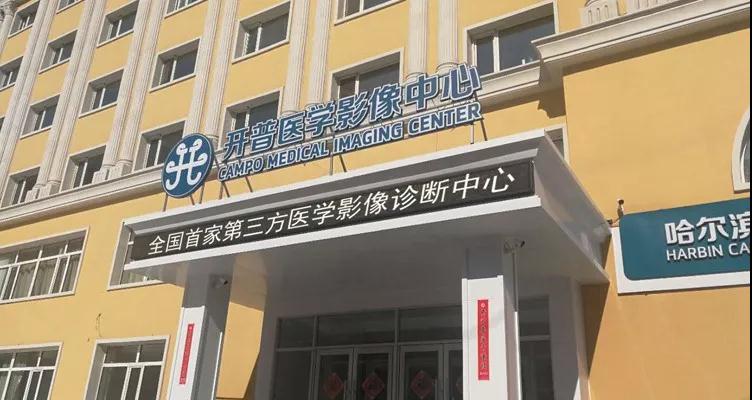 开普医学影像中心
CAMPO MEDICAL IMAGING CENTER
全国首家第三方医学影像诊断中心
哈尔滨
HARBIN CA